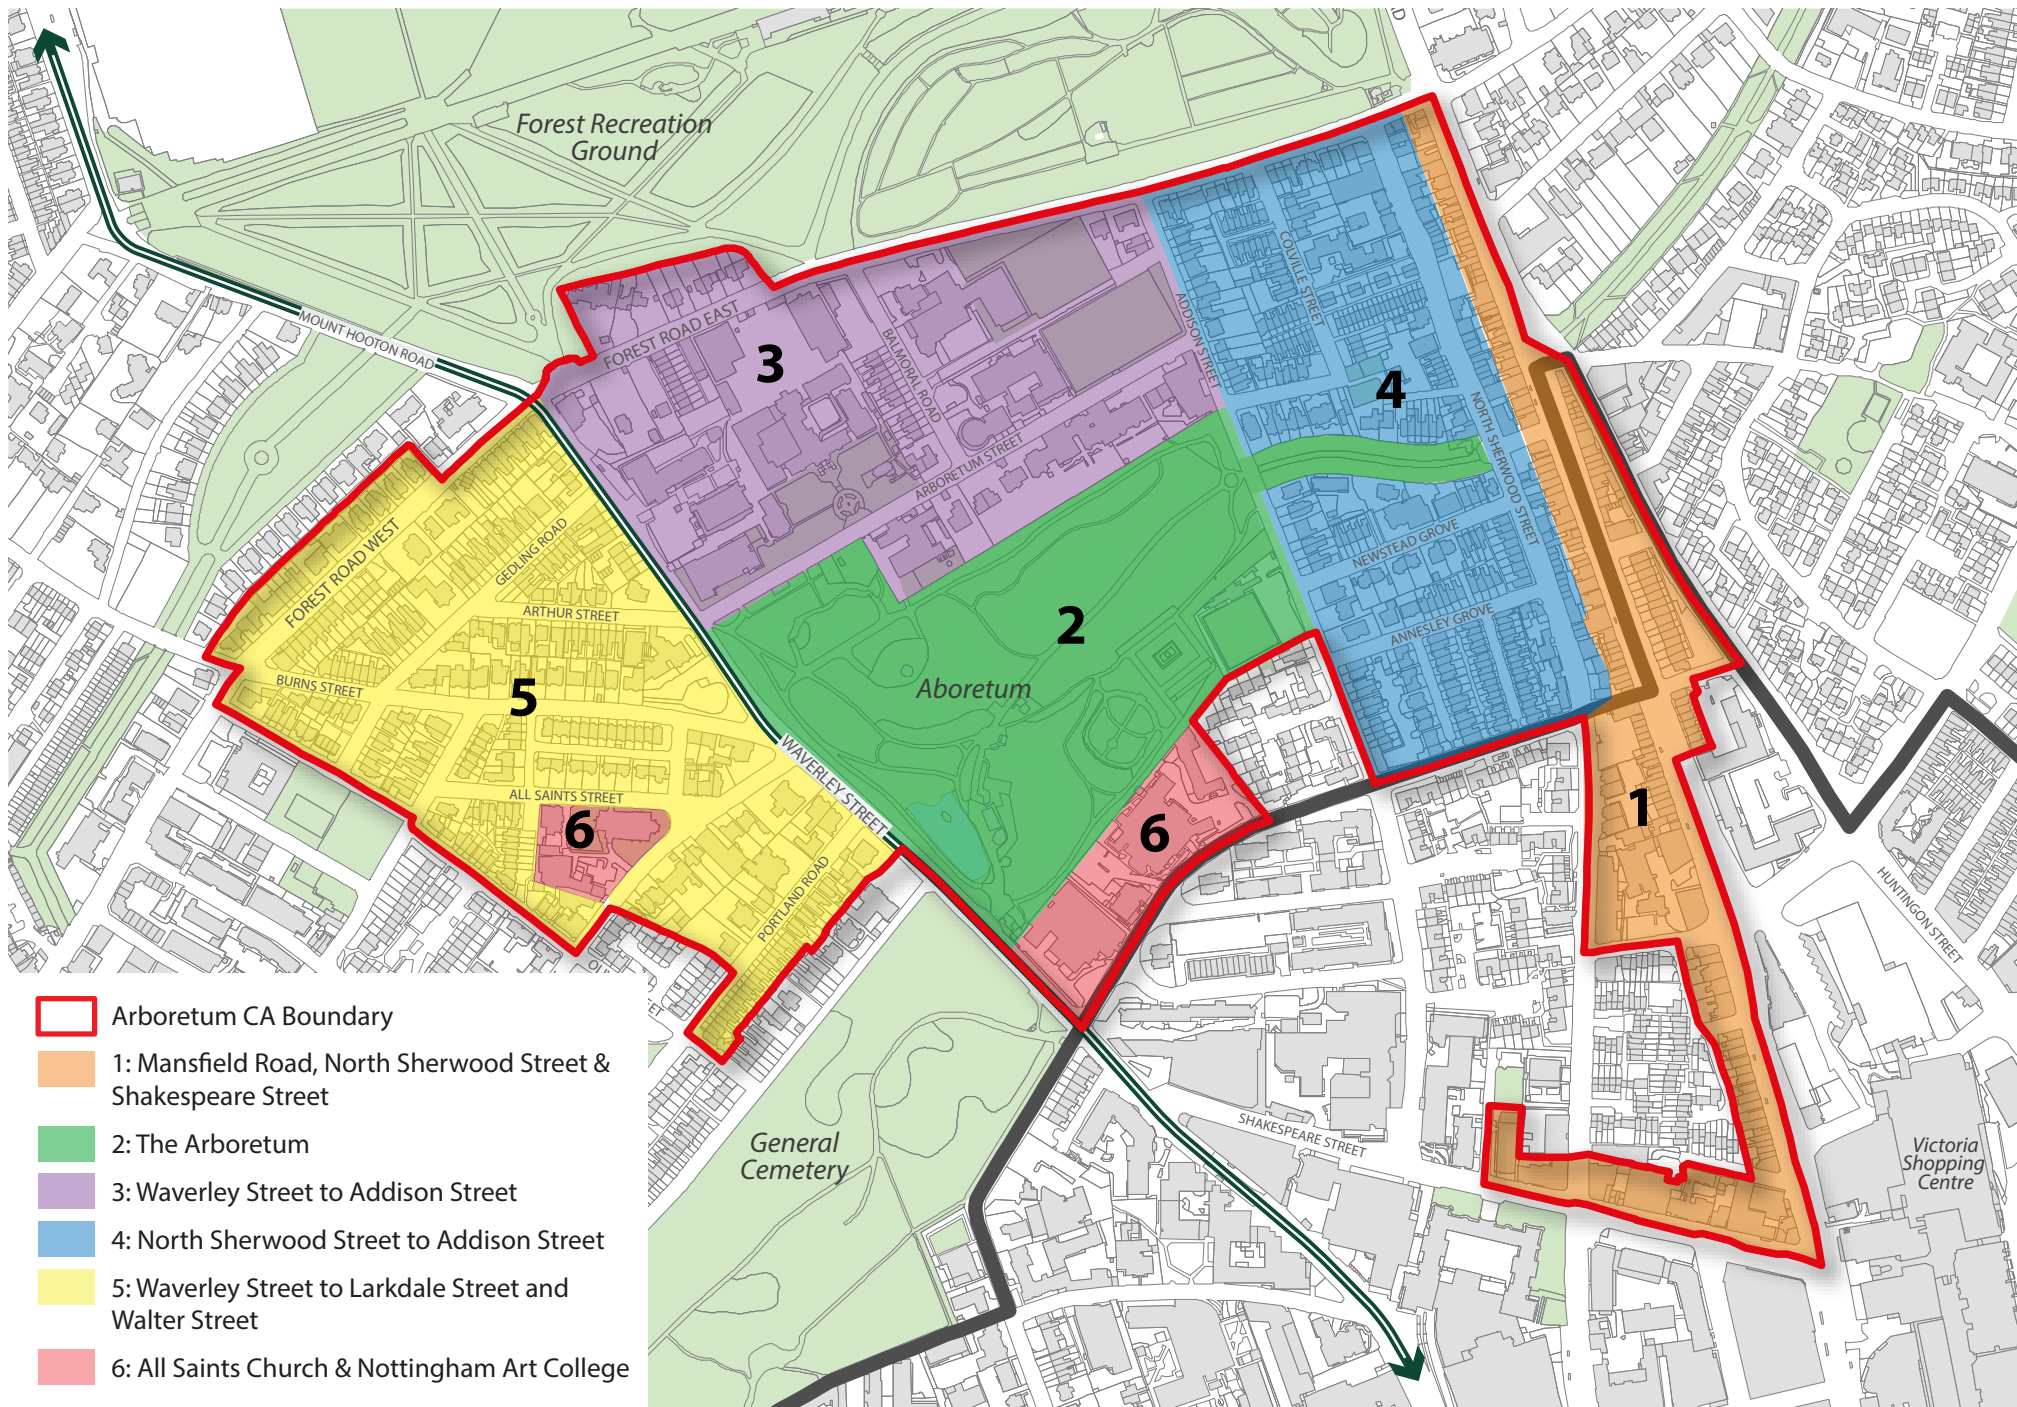 Forest Recreation
Ground
MOUNT HOOTON ROAD
FOREST ROAD EAST
3
BALMORAL ROAD
ARBORETUM STREET
ADDISON STREET
COLVILLE STREET
4
NORTH SHERWOOD STREET
NEWSTEAD GROVE
ANNESLEY GROVE
2
Aboretum
FOREST ROAD WEST
GEDLING ROAD
ARTHUR STREET
BURNS STREET
5
WAVERLEY STREET
ALL SAINTS STREET
6
6
1
PORTLAND ROAD
HUNTINGON STREET
SHAKESPEARE STREET
General
Cemetery
Victoria
Shopping
Centre
Arboretum CA Boundary
1: Mansfield Road, North Sherwood Street &
Shakespeare Street
2: The Arboretum
3: Waverley Street to Addison Street
4: North Sherwood Street to Addison Street
5: Waverley Street to Larkdale Street and
Walter Street
6: All Saints Church & Nottingham Art College